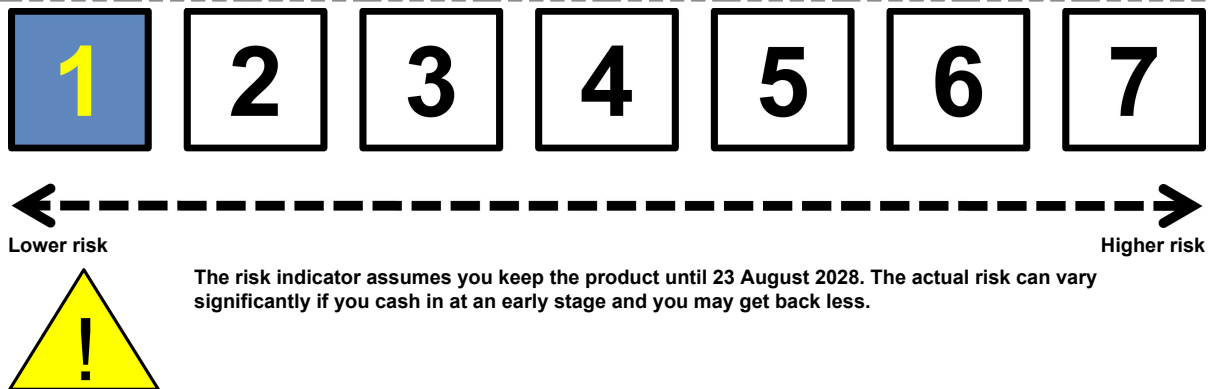 1 2 3 4 5 6 7
Lower risk Higher risk
The risk indicator assumes you keep the product until 23 August 2028. The actual risk can vary
significantly if you cash in at an early stage and you may get back less.
!